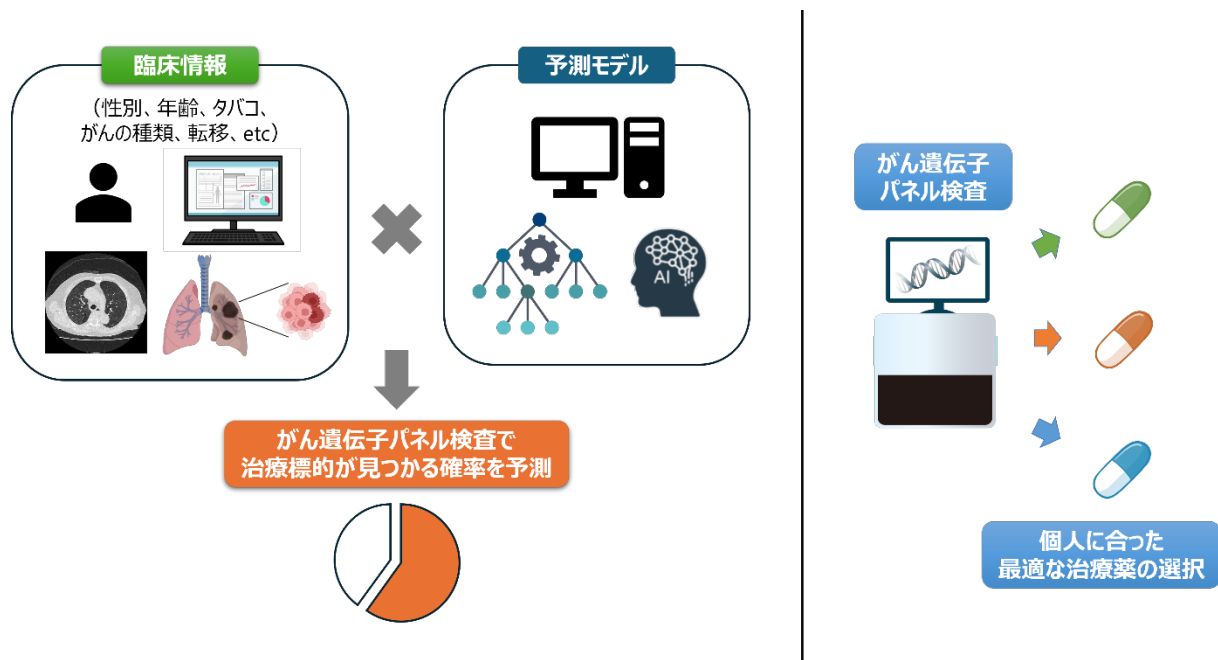 臨床情報
（性別、年齢、タバコ、
がんの種類、転移、etc）
予測モデル
AI
がん遺伝子パネル検査で
治療標的が見つかる確率を予測
がん遺伝子
パネル検査
個人に合った
最適な治療薬の選択